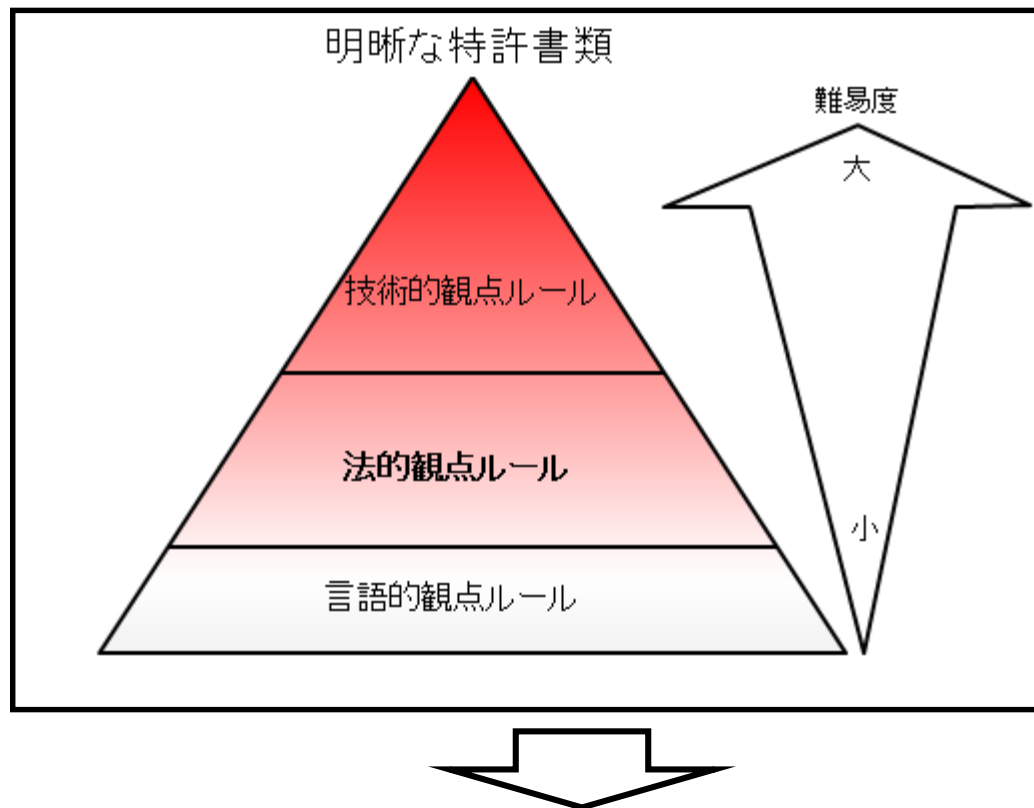 明晰な特許書類
難易度
大
技術的観点ルール
法的観点ルール
小
言語的観点ルール